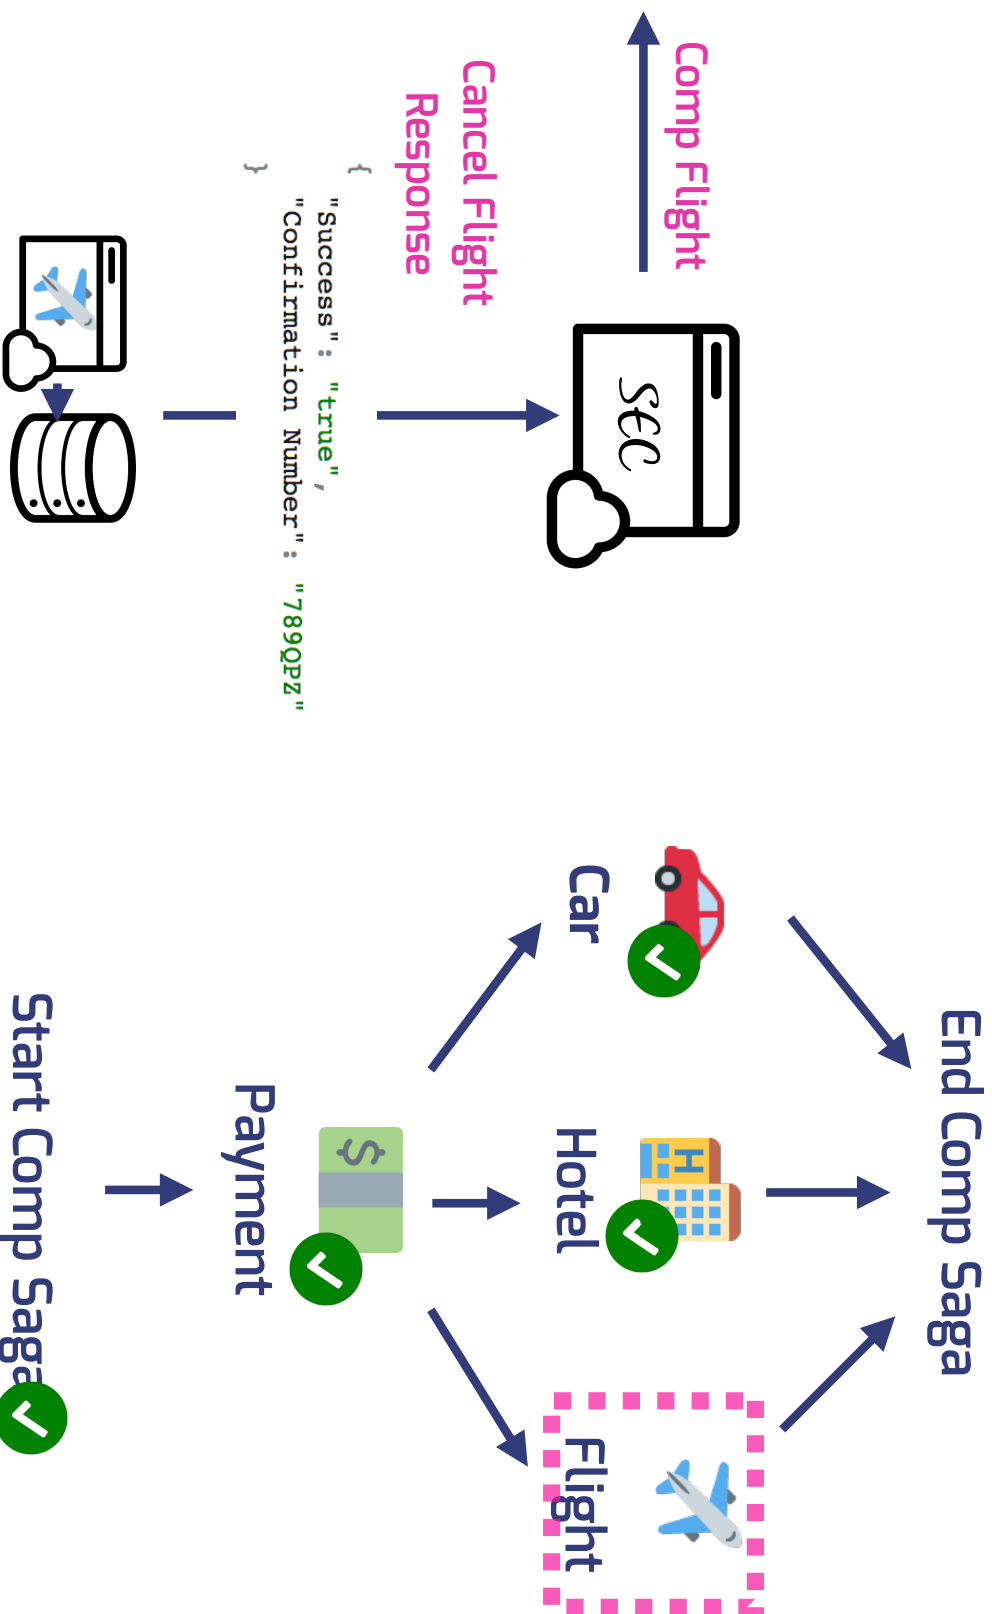 Comp Flight
SEC
Cancel Flight
Response
{
"Success": "true",
"Confirmation Number": "789QPZ"
}
End Comp Saga
Car
Hotel
H
Flight
Payment
$
Start Comp Saga